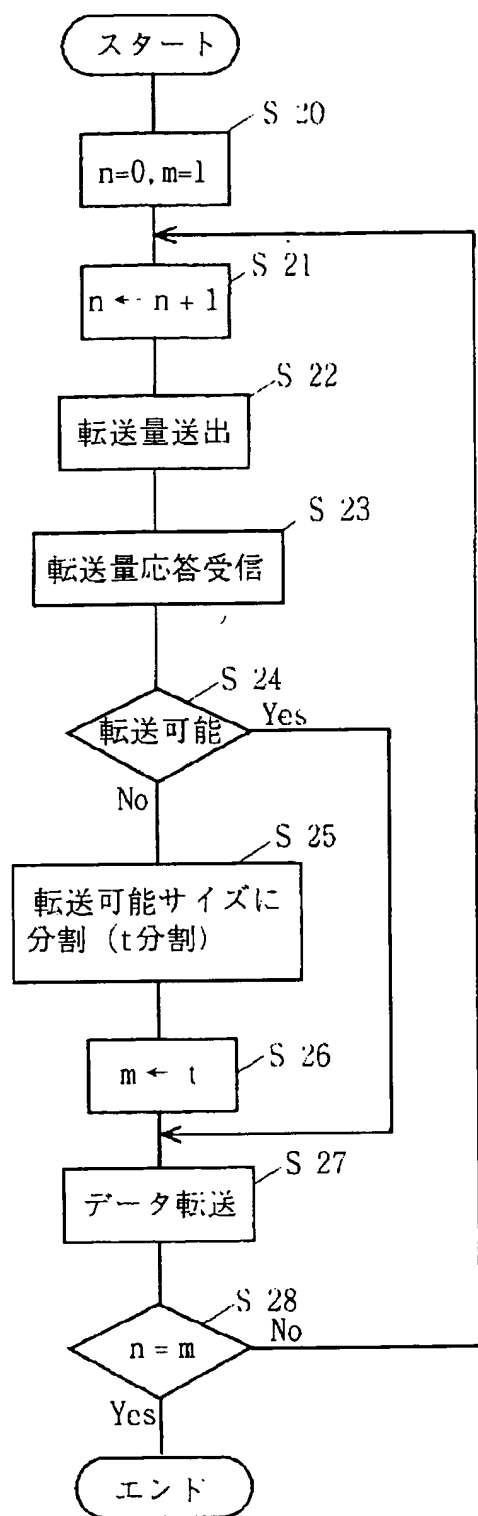 スタート
S 20
n=0, m=1
S 21
n ← n + 1
S 22
転送量送出
S 23
転送量応答受信
S 24
転送可能
Yes
No
S 25
転送可能サイズに
分割 (t分割)
S 26
m ← t
S 27
データ転送
S 28
n = m
No
Yes
エンド